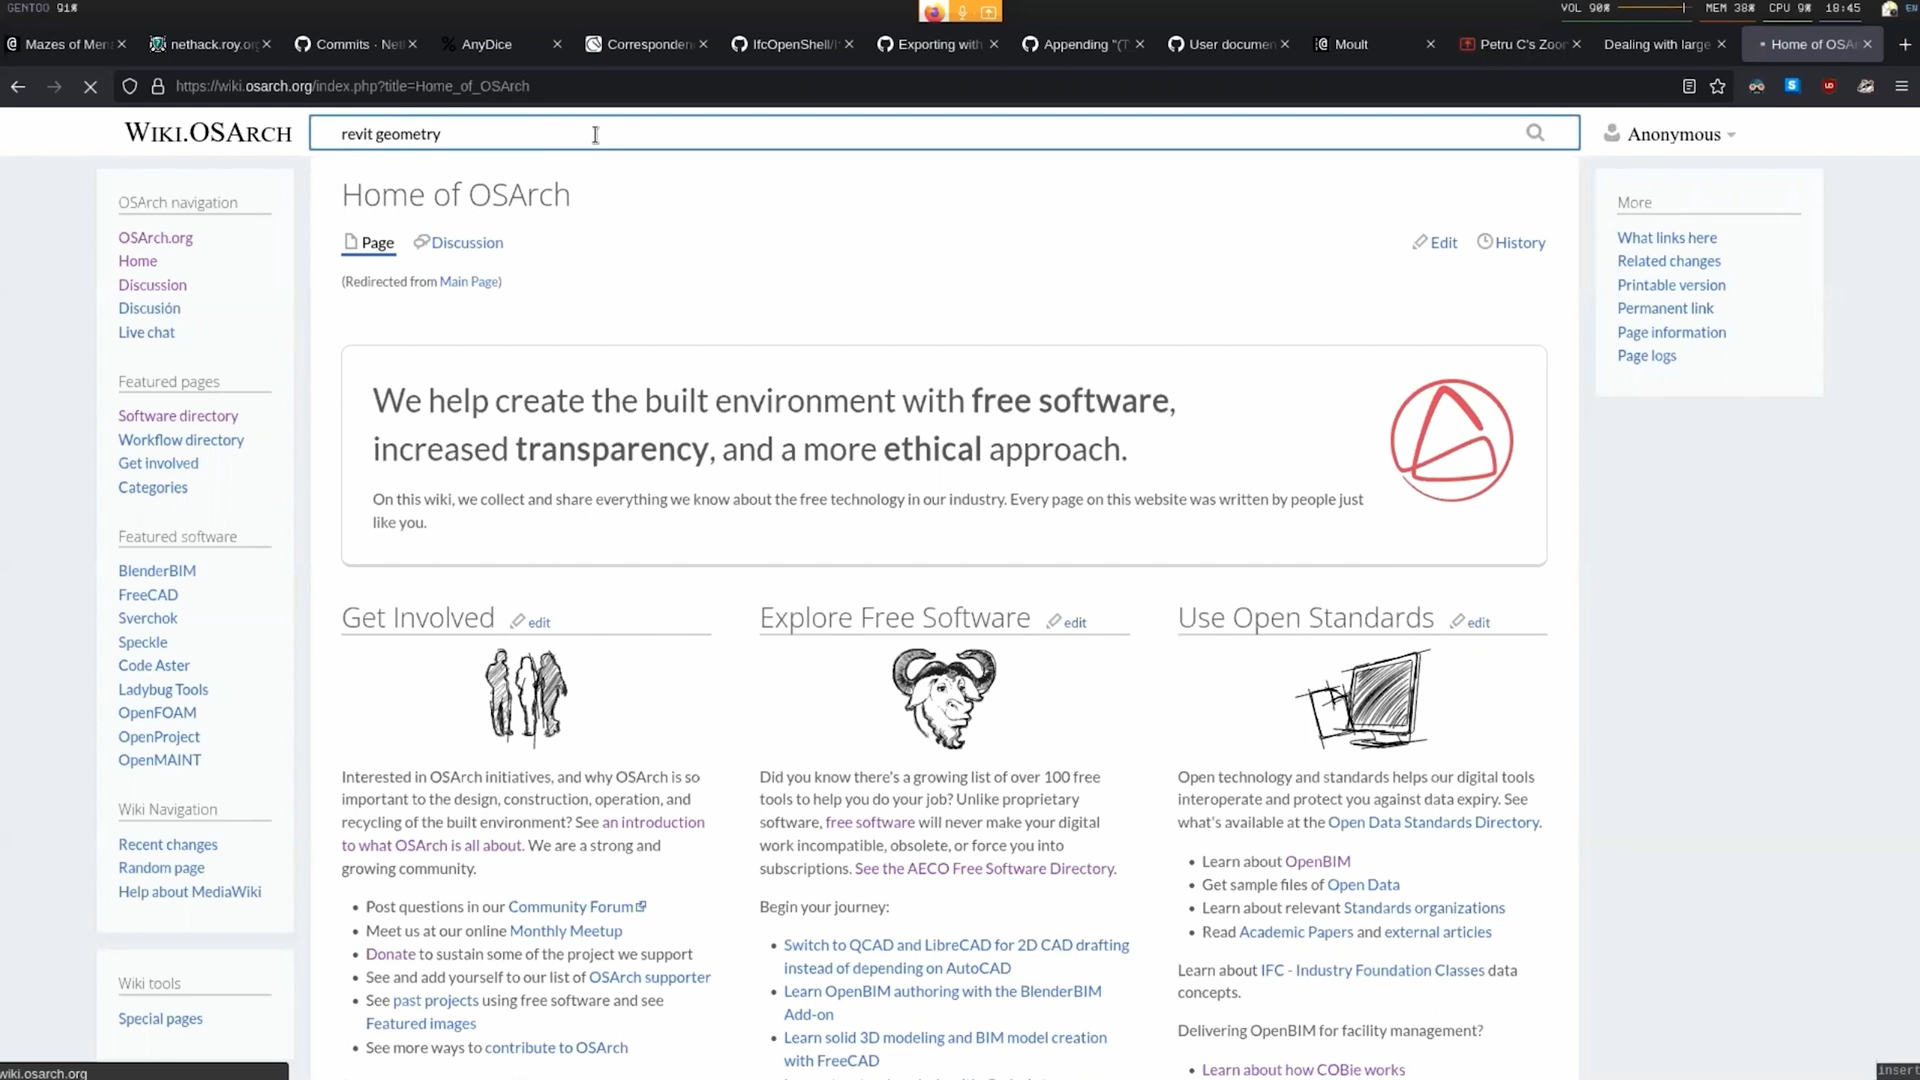 GENTOO 91%
VOL 90% MEM 38% CPU 9% 18:45 EN
Mazes of Men
nethack.roy.org
Commits · Net
AnyDice
Corresponden
IfcOpenShell/I
Exporting with
Appending "(T
User documen
Moult
Petru C's Zoo
Dealing with large
Home of OSA
https://wiki.osarch.org/index.php?title=Home_of_OSArch
WIKI.OSARCH
revit geometry
Anonymous
OSArch navigation
OSArch.org
Home
Discussion
Discusión
Live chat
Featured pages
Software directory
Workflow directory
Get involved
Categories
Featured software
BlenderBIM
FreeCAD
Sverchok
Speckle
Code Aster
Ladybug Tools
OpenFOAM
OpenProject
OpenMAINT
Wiki Navigation
Recent changes
Random page
Help about MediaWiki
Wiki tools
Special pages
Home of OSArch
Page Discussion Edit History
(Redirected from Main Page)
We help create the built environment with free software,
increased transparency, and a more ethical approach.
On this wiki, we collect and share everything we know about the free technology in our industry. Every page on this website was written by people just
like you.
Get Involved edit
Interested in OSArch initiatives, and why OSArch is so
important to the design, construction, operation, and
recycling of the built environment? See an introduction
to what OSArch is all about. We are a strong and
growing community.
• Post questions in our Community Forum
• Meet us at our online Monthly Meetup
• Donate to sustain some of the project we support
• See and add yourself to our list of OSArch supporter
• See past projects using free software and see
Featured images
• See more ways to contribute to OSArch
Explore Free Software edit
Did you know there's a growing list of over 100 free
tools to help you do your job? Unlike proprietary
software, free software will never make your digital
work incompatible, obsolete, or force you into
subscriptions. See the AECO Free Software Directory.
Begin your journey:
• Switch to QCAD and LibreCAD for 2D CAD drafting
instead of depending on AutoCAD
• Learn OpenBIM authoring with the BlenderBIM
Add-on
• Learn solid 3D modeling and BIM model creation
with FreeCAD
Use Open Standards edit
Open technology and standards helps our digital tools
interoperate and protect you against data expiry. See
what's available at the Open Data Standards Directory.
• Learn about OpenBIM
• Get sample files of Open Data
• Learn about relevant Standards organizations
• Read Academic Papers and external articles
Learn about IFC - Industry Foundation Classes data
concepts.
Delivering OpenBIM for facility management?
• Learn about how COBie works
More
What links here
Related changes
Printable version
Permanent link
Page information
Page logs
wiki.osarch.org
insert